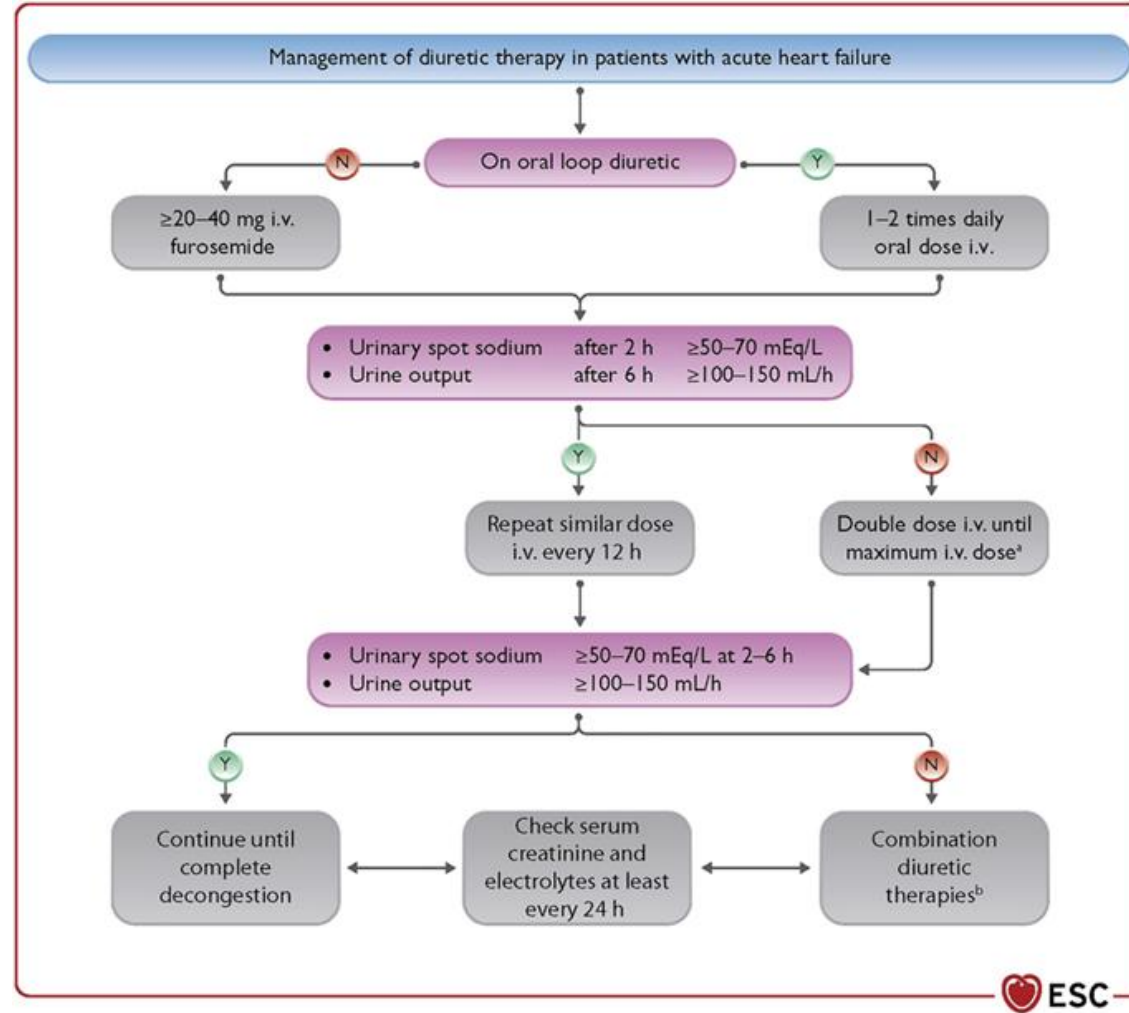 Management of diuretic therapy in patients with acute heart failure
N
On oral loop diuretic
Y
≥20–40 mg i.v.
furosemide
1–2 times daily
oral dose i.v.
• Urinary spot sodium after 2 h ≥50–70 mEq/L
• Urine output after 6 h ≥100–150 mL/h
Y
N
Repeat similar dose
i.v. every 12 h
Double dose i.v. until
maximum i.v. doseᵃ
• Urinary spot sodium ≥50–70 mEq/L at 2–6 h
• Urine output ≥100–150 mL/h
Y
N
Continue until
complete
decongestion
Check serum
creatinine and
electrolytes at least
every 24 h
Combination
diuretic
therapiesᵇ
ESC